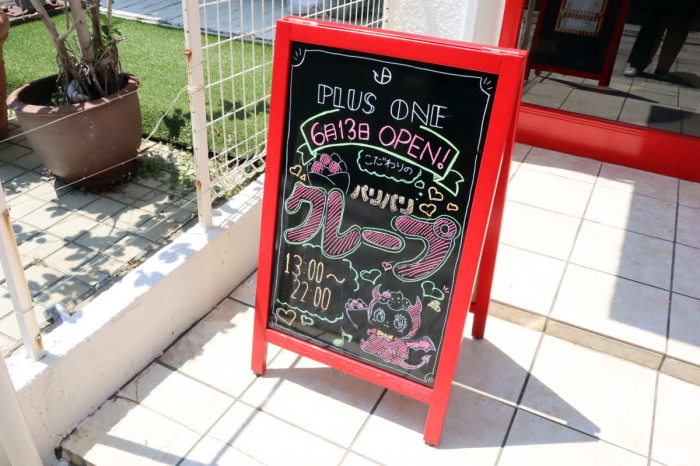 PLUS ONE
6月13日 OPEN!
こだわりの
パリパリ
クレープ
13:00〜
22:00